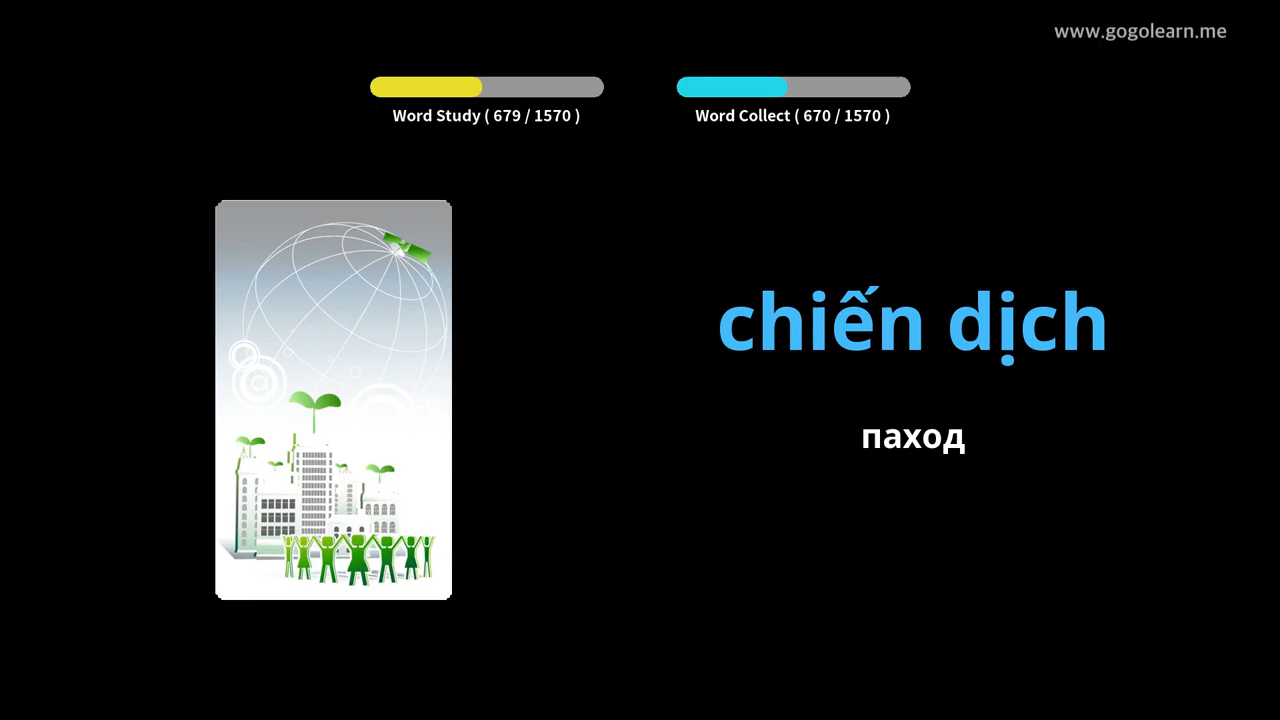 www.gogolearn.me
Word Study ( 679 / 1570 )
Word Collect ( 670 / 1570 )
chiến dịch
паход